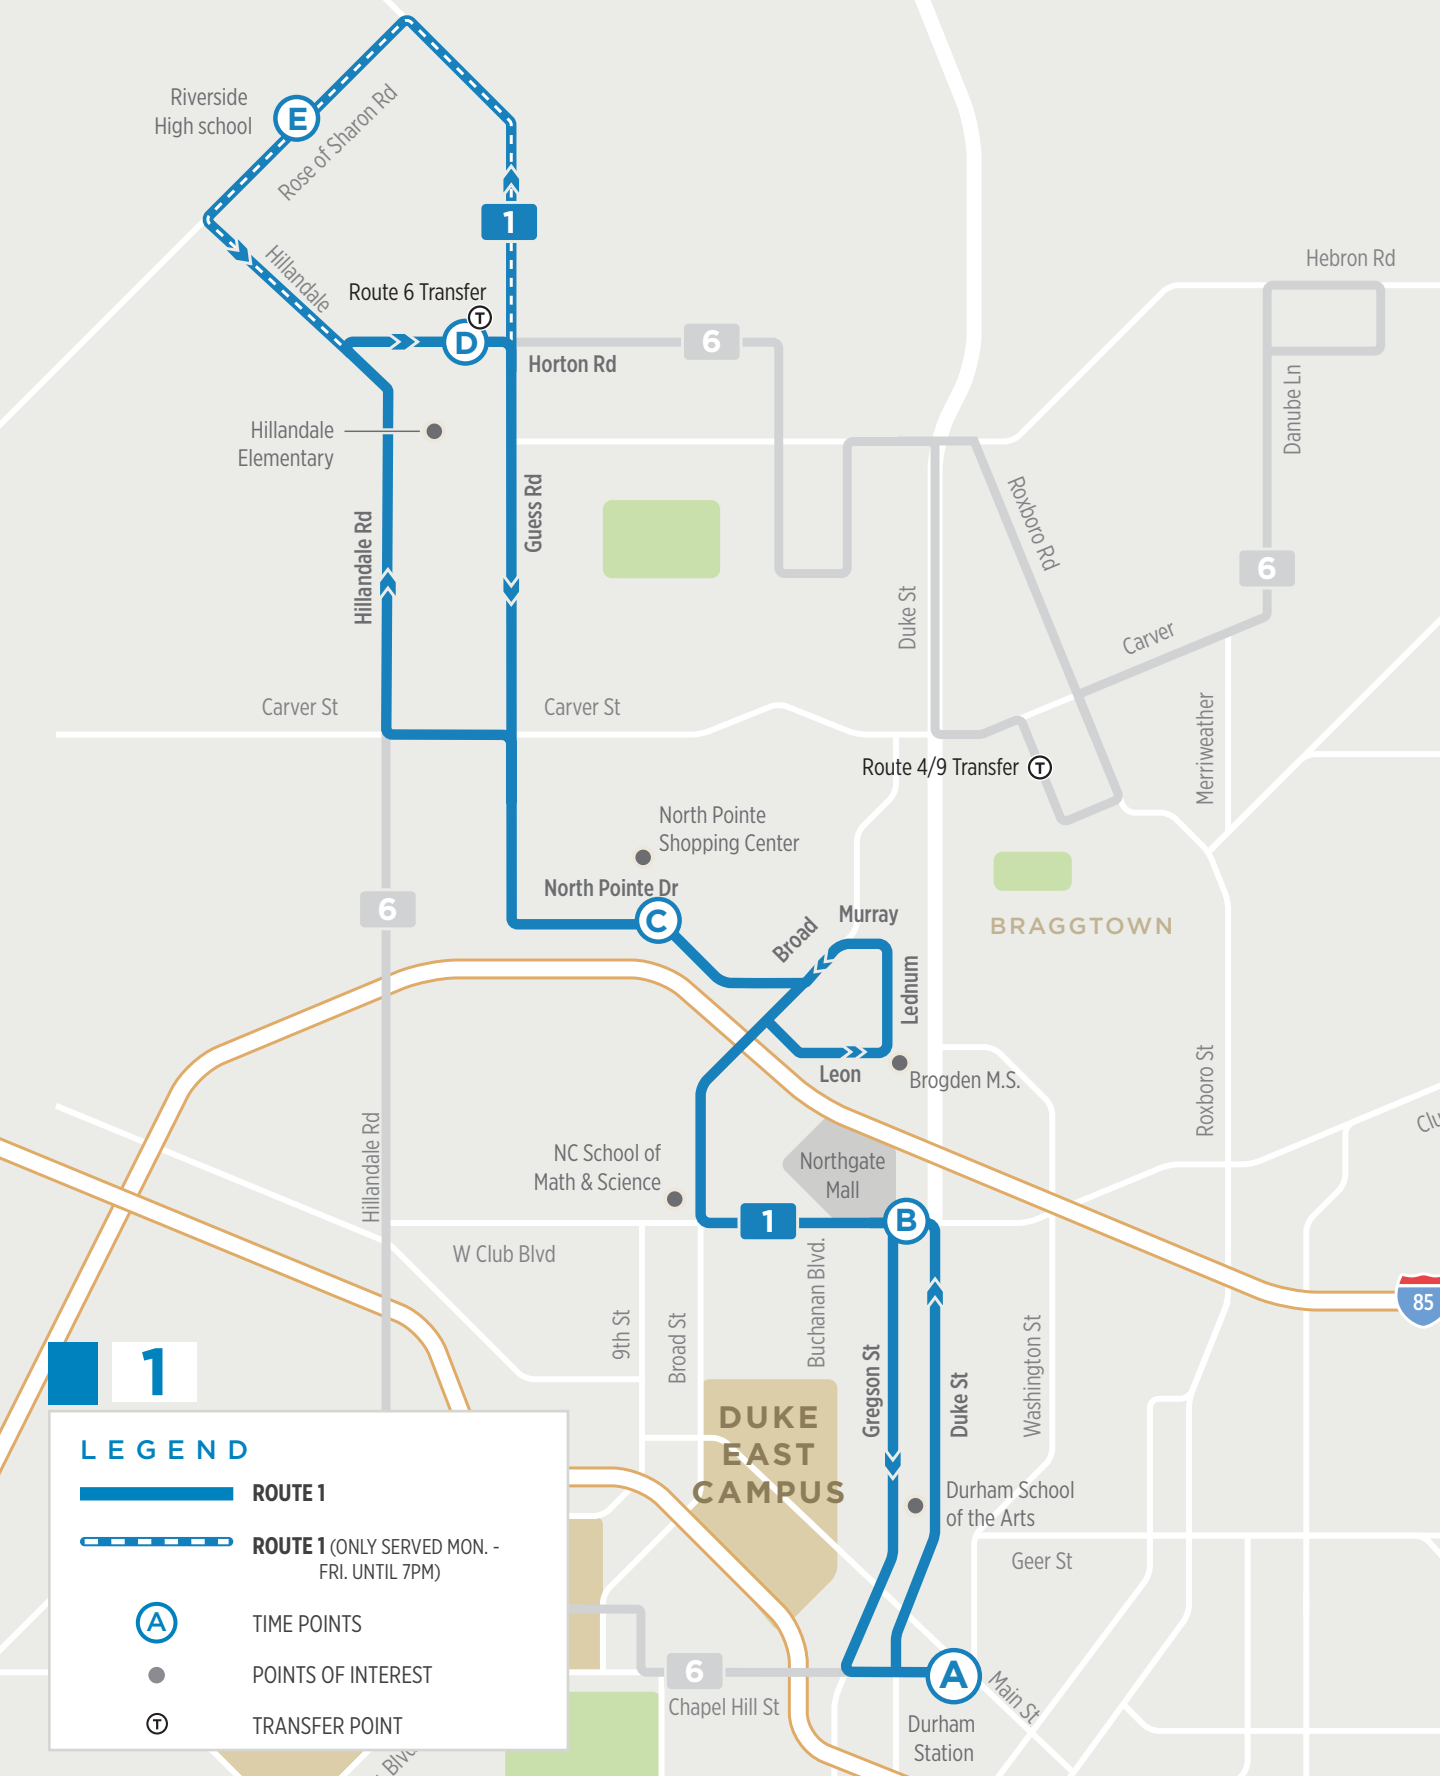 Riverside
High school
E
Rose of Sharon Rd
1
Hillandale
Route 6 Transfer
T
D
6
Horton Rd
Hebron Rd
Danube Ln
Hillandale
Elementary
Hillandale Rd
Guess Rd
Roxboro Rd
Duke St
6
Carver
Carver St
Carver St
Merriweather
Route 4/9 Transfer
T
North Pointe
Shopping Center
North Pointe Dr
C
6
Broad
Murray
BRAGGTOWN
Lednum
Leon
Brogden M.S.
Roxboro St
Hillandale Rd
NC School of
Math & Science
Northgate
Mall
1
B
W Club Blvd
9th St
Broad St
Buchanan Blvd.
Gregson St
Duke St
Washington St
85
DUKE
EAST
CAMPUS
Durham School
of the Arts
Geer St
6
Chapel Hill St
A
Main St
Durham
Station
1
LEGEND
ROUTE 1
ROUTE 1 (ONLY SERVED MON. -
FRI. UNTIL 7PM)
A
TIME POINTS
POINTS OF INTEREST
T
TRANSFER POINT
Blvd